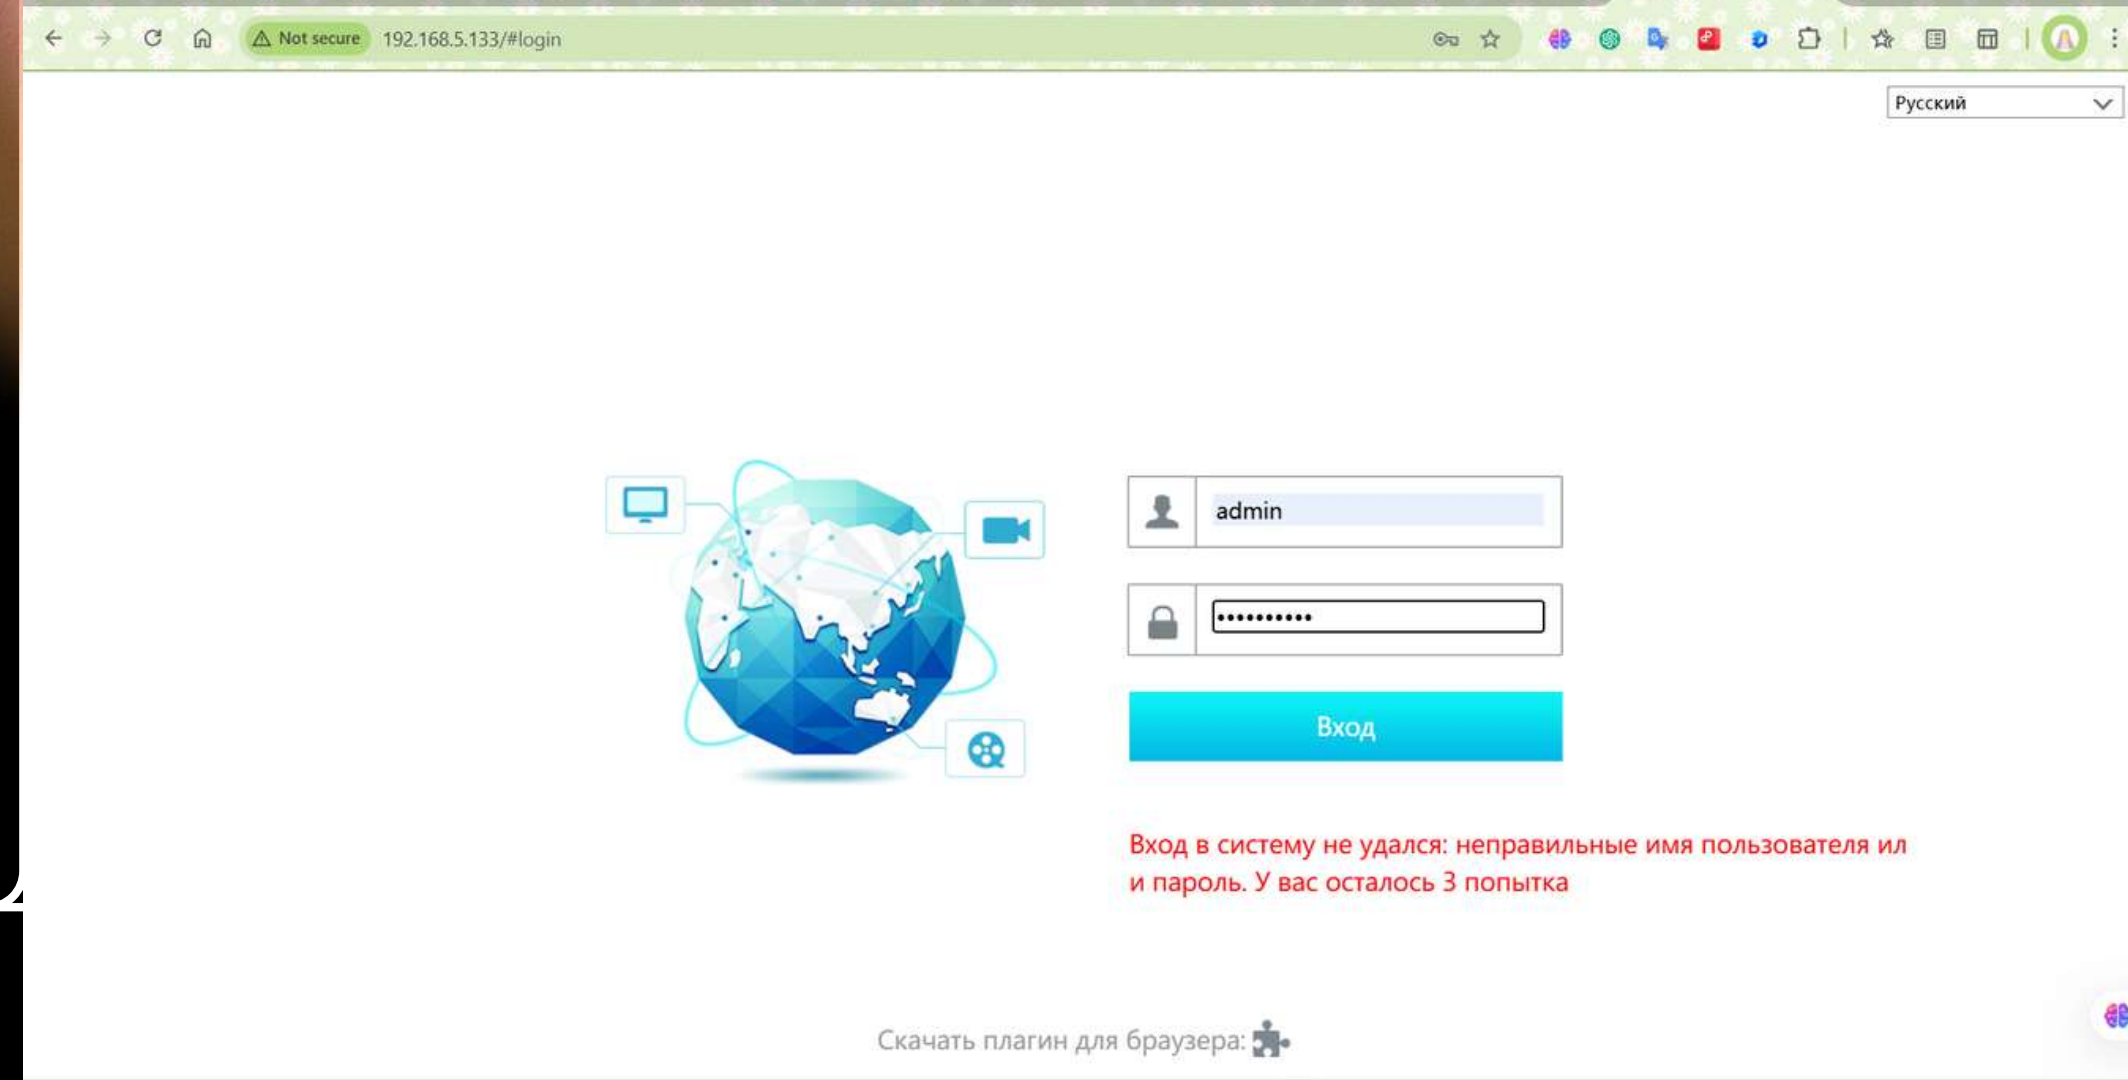 Not secure 192.168.5.133/#login
Русский
admin
Вход
Вход в систему не удался: неправильные имя пользователя ил
и пароль. У вас осталось 3 попытка
Скачать плагин для браузера: